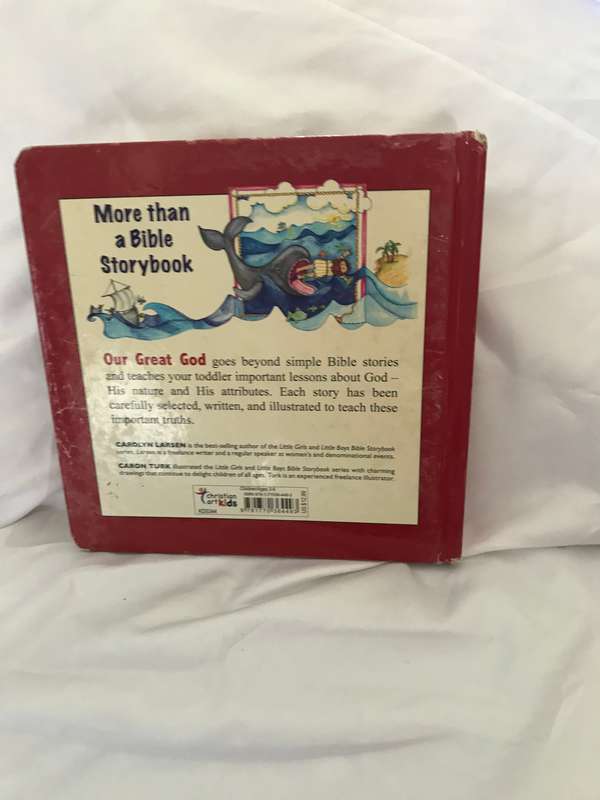 More than
a Bible
Storybook
Our Great God goes beyond simple Bible stories
and teaches your toddler important lessons about God –
His nature and His attributes. Each story has been
carefully selected, written, and illustrated to teach these
important truths.
CAROLYN LARSEN is the best-selling author of the Little Girls and Little Boys Bible Storybook
series. Larsen is a freelance writer and a regular speaker at women's and denominational events.
CARON TURK illustrated the Little Girls and Little Boys Bible Storybook series with charming
drawings that continue to delight children of all ages. Turk is an experienced freelance illustrator.
christian
art kids